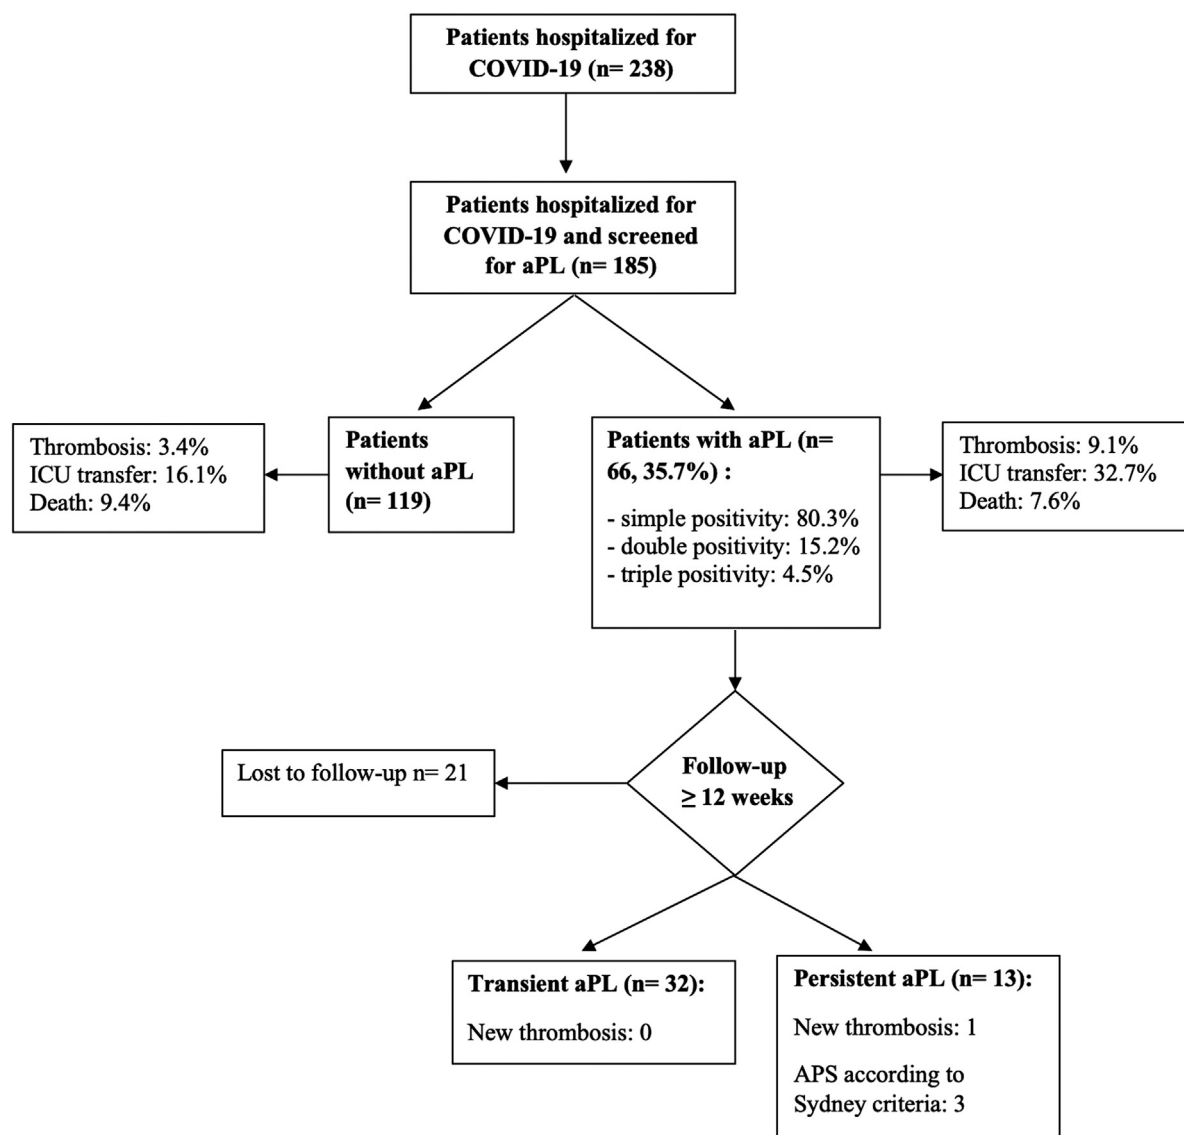 Patients hospitalized for
COVID-19 (n= 238)
Patients hospitalized for
COVID-19 and screened
for aPL (n= 185)
Thrombosis: 3.4%
ICU transfer: 16.1%
Death: 9.4%
Patients
without aPL
(n= 119)
Patients with aPL (n=
66, 35.7%) :
- simple positivity: 80.3%
- double positivity: 15.2%
- triple positivity: 4.5%
Thrombosis: 9.1%
ICU transfer: 32.7%
Death: 7.6%
Lost to follow-up n= 21
Follow-up
≥ 12 weeks
Transient aPL (n= 32):
New thrombosis: 0
Persistent aPL (n= 13):
New thrombosis: 1
APS according to
Sydney criteria: 3